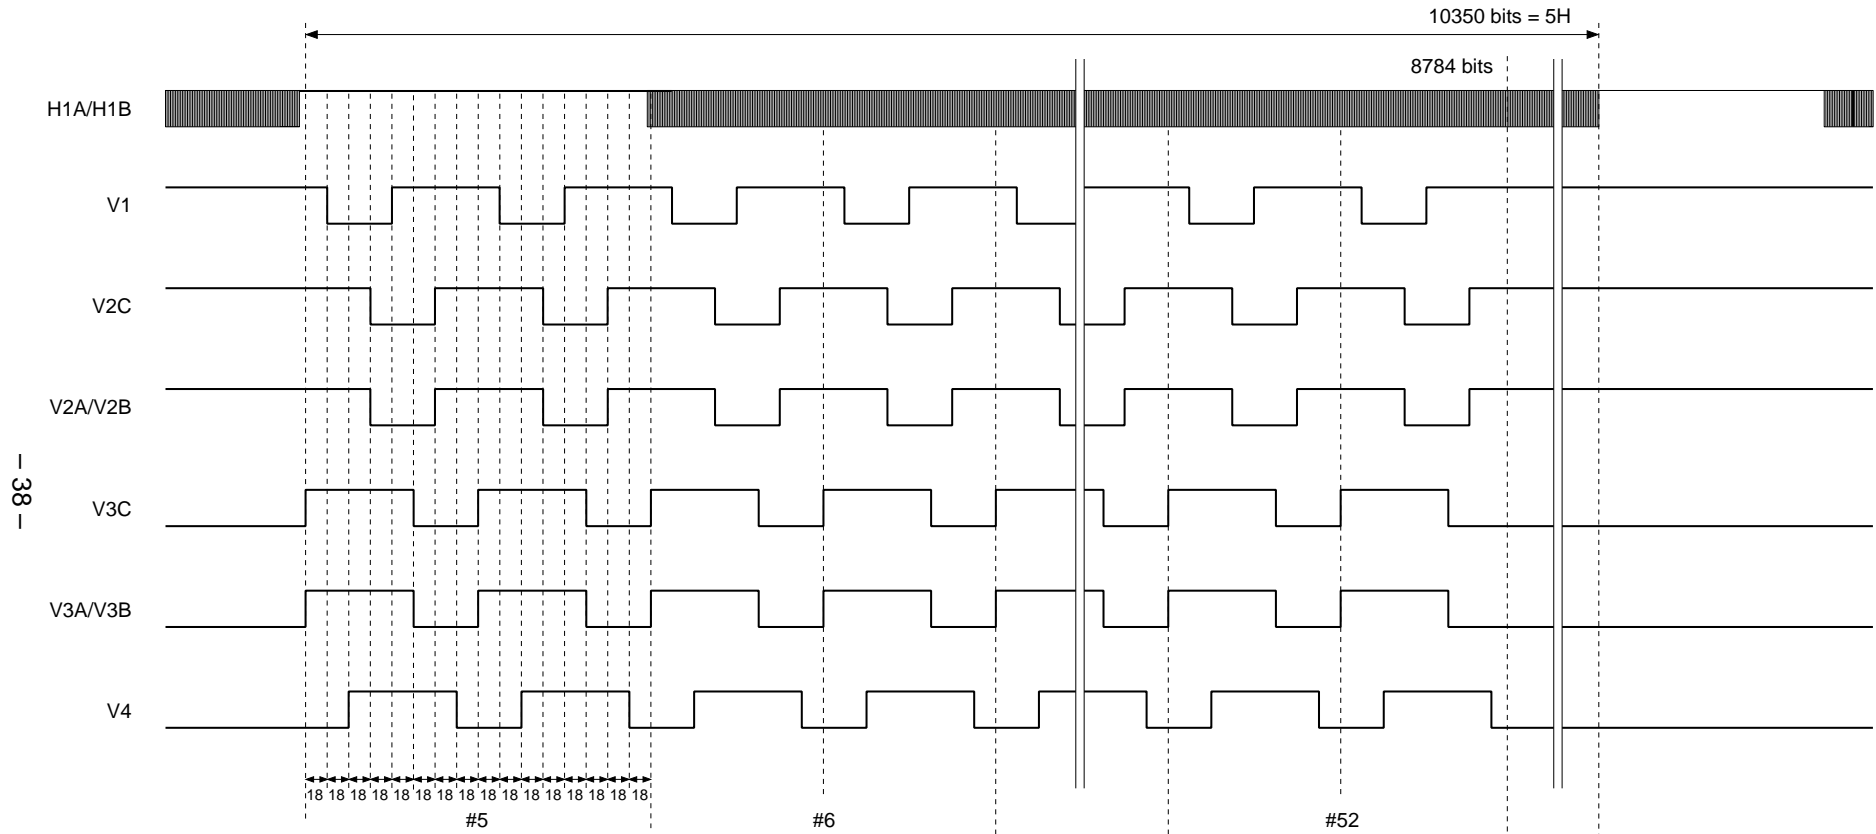 10350 bits = 5H
8784 bits
H1A/H1B
V1
V2C
V2A/V2B
– 38 –
V3C
V3A/V3B
V4
18 18 18 18 18 18 18 18 18 18 18 18 18 18 18 18
#5 #6 #52